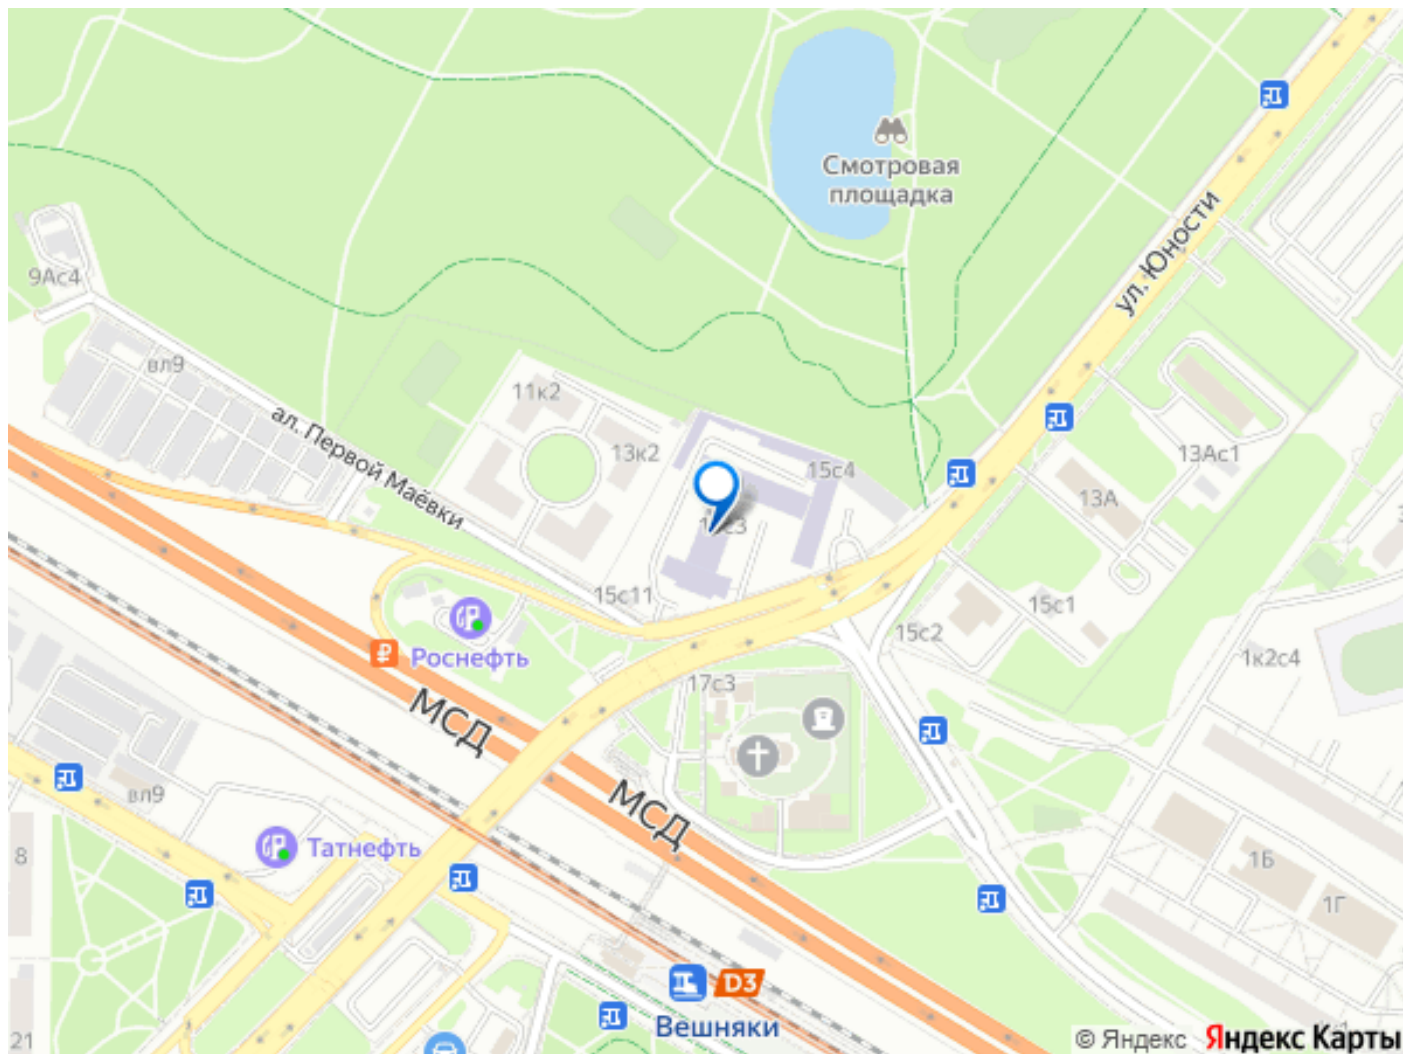 Смотровая
площадка
ул. Юности
9Ас4
вл9
11к2
ал. Первой Маёвки
13к2
15с4
13Ас1
13А
15с11
15с1
15с2
Роснефть
1к2с4
17с3
МСД
МСД
вл9
Татнефть
8
1Б
1Г
D3
Вешняки
21
© Яндекс Яндекс Карты